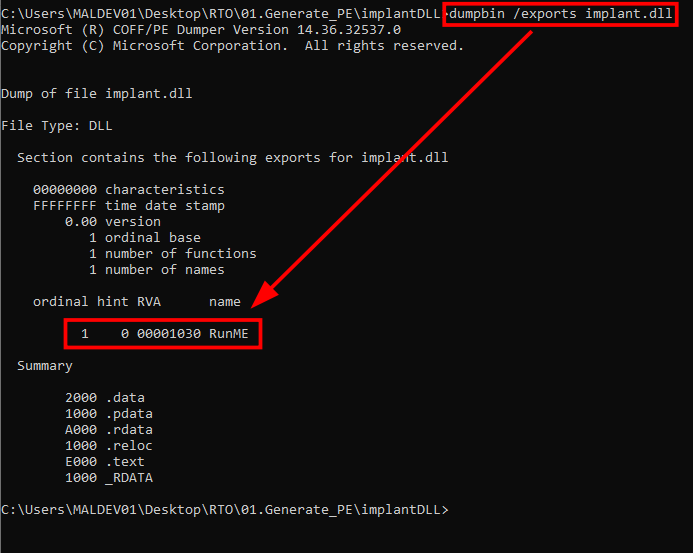 C:\Users\MALDEV01\Desktop\RTO\01.Generate_PE\implantDLL>dumpbin /exports implant.dll
Microsoft (R) COFF/PE Dumper Version 14.36.32537.0
Copyright (C) Microsoft Corporation.  All rights reserved.
Dump of file implant.dll
File Type: DLL
  Section contains the following exports for implant.dll
    00000000 characteristics
    FFFFFFFF time date stamp
        0.00 version
           1 ordinal base
           1 number of functions
           1 number of names
    ordinal hint RVA      name
          1    0 00001030 RunME
  Summary
        2000 .data
        1000 .pdata
        A000 .rdata
        1000 .reloc
        E000 .text
        1000 _RDATA
C:\Users\MALDEV01\Desktop\RTO\01.Generate_PE\implantDLL>